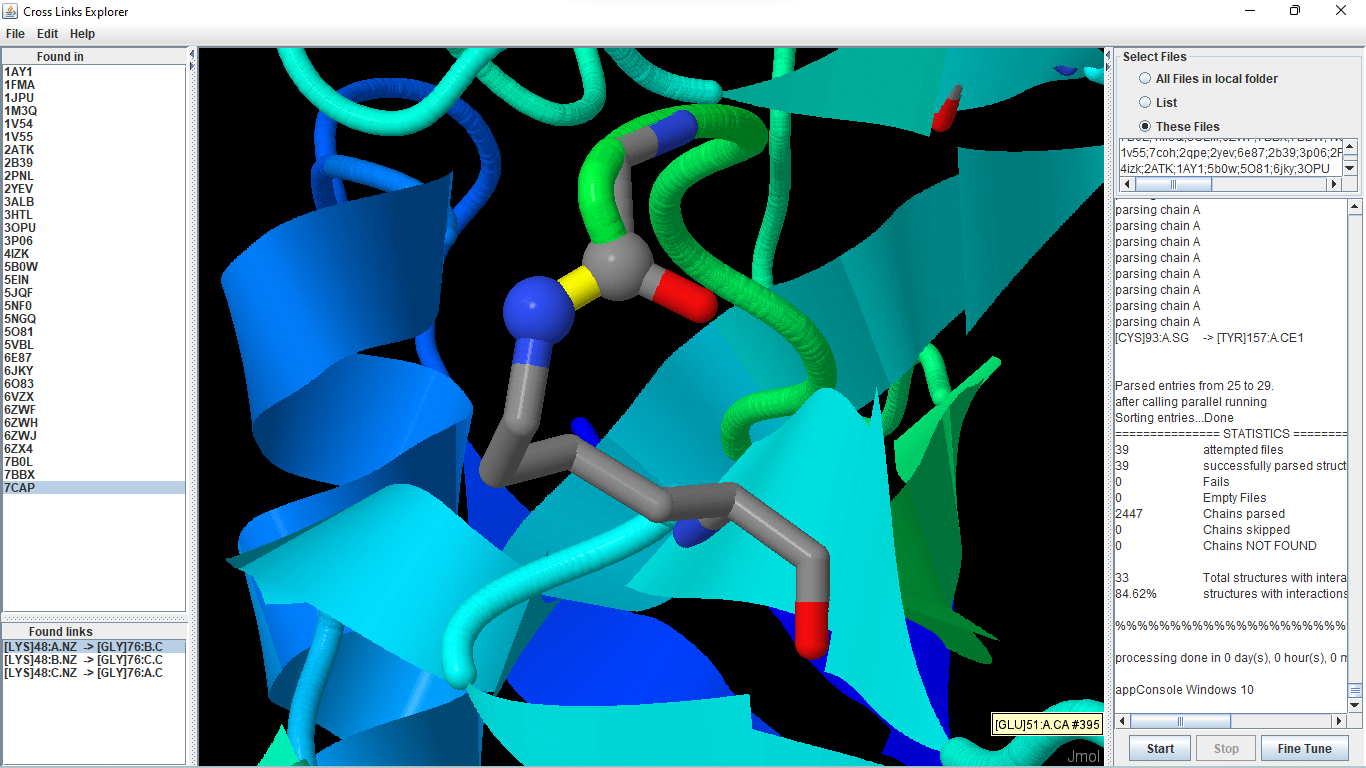 Cross Links Explorer
File Edit Help
Found in
1AY1
1FMA
1JPU
1M3Q
1V54
1V55
2ATK
2B39
2PNL
2YEV
3ALB
3HTL
3OPU
3P06
4IZK
5B0W
5EIN
5JQF
5NF0
5NGQ
5O81
5VBL
6E87
6JKY
6O83
6VZX
6ZWF
6ZWH
6ZWJ
6ZX4
7B0L
7BBX
7CAP
Found links
[LYS]48:A.NZ -> [GLY]76:B.C
[LYS]48:B.NZ -> [GLY]76:C.C
[LYS]48:C.NZ -> [GLY]76:A.C
[GLU]51:A.CA #395
Jmol
Select Files
All Files in local folder
List
These Files
1v55;7coh;2qpe;2yev;6e87;2b39;3p06;2F
4izk;2ATK;1AY1;5b0w;5O81;6jky;3OPU
parsing chain A
parsing chain A
parsing chain A
parsing chain A
parsing chain A
parsing chain A
parsing chain A
parsing chain A
[CYS]93:A.SG -> [TYR]157:A.CE1
Parsed entries from 25 to 29.
after calling parallel running
Sorting entries...Done
=============== STATISTICS ========
39 attempted files
39 successfully parsed struct
0 Fails
0 Empty Files
2447 Chains parsed
0 Chains skipped
0 Chains NOT FOUND
33 Total structures with intera
84.62% structures with interactions
%%%%%%%%%%%%%%%%%%%%%
processing done in 0 day(s), 0 hour(s), 0 m
appConsole Windows 10
Start Stop Fine Tune